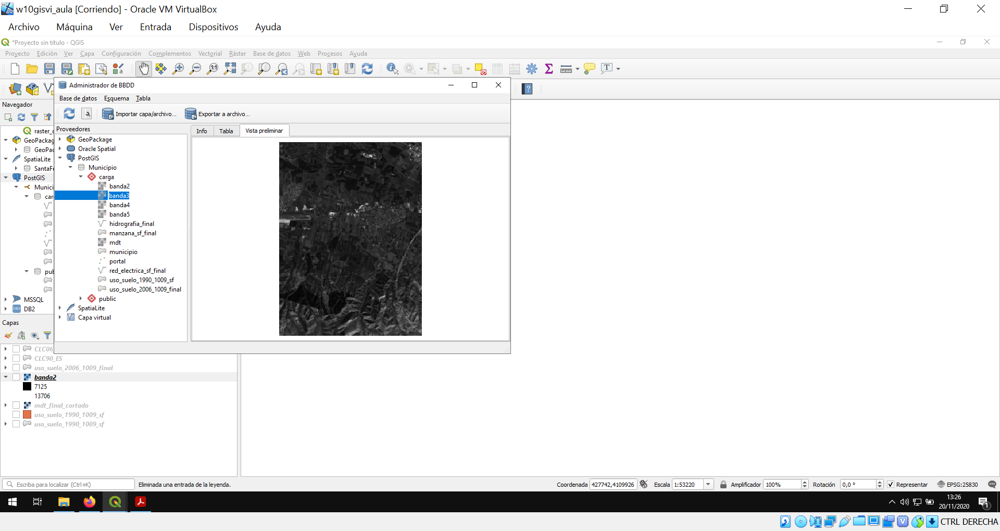 w10gisvi_aula [Corriendo] - Oracle VM VirtualBox
Archivo Máquina Ver Entrada Dispositivos Ayuda
*Proyecto sin título - QGIS
Proyecto Edición Ver Capa Configuración Complementos Vectorial Ráster Base de datos Web Procesos Ayuda
Administrador de BBDD
Base de datos Esquema Tabla
Importar capa/archivo... Exportar a archivo...
Navegador
raster_
GeoPackag
GeoPac
SpatiaLite
SantaFe
PostGIS
Munici
car
pub
MSSQL
DB2
Proveedores
GeoPackage
Oracle Spatial
PostGIS
Municipio
carga
banda2
banda3
banda4
banda5
hidrografia_final
manzana_sf_final
mdt
municipio
portal
red_electrica_sf_final
uso_suelo_1990_1009_sf
uso_suelo_2006_1009_final
public
SpatiaLite
Capa virtual
Info Tabla Vista preliminar
Capas
CLC06_
CLC90_ES
uso_suelo_2006_1009_final
banda2
7125
13706
mdt_final_cortado
uso_suelo_1990_1009_sf
uso_suelo_1990_1009_sf
Escriba para localizar (Ctrl+K) Eliminada una entrada de la leyenda. Coordenada 427742,4109926 Escala 1:53220 Amplificador 100% Rotación 0,0 ° Representar EPSG:25830
13:26
20/11/2020
1
CTRL DERECHA